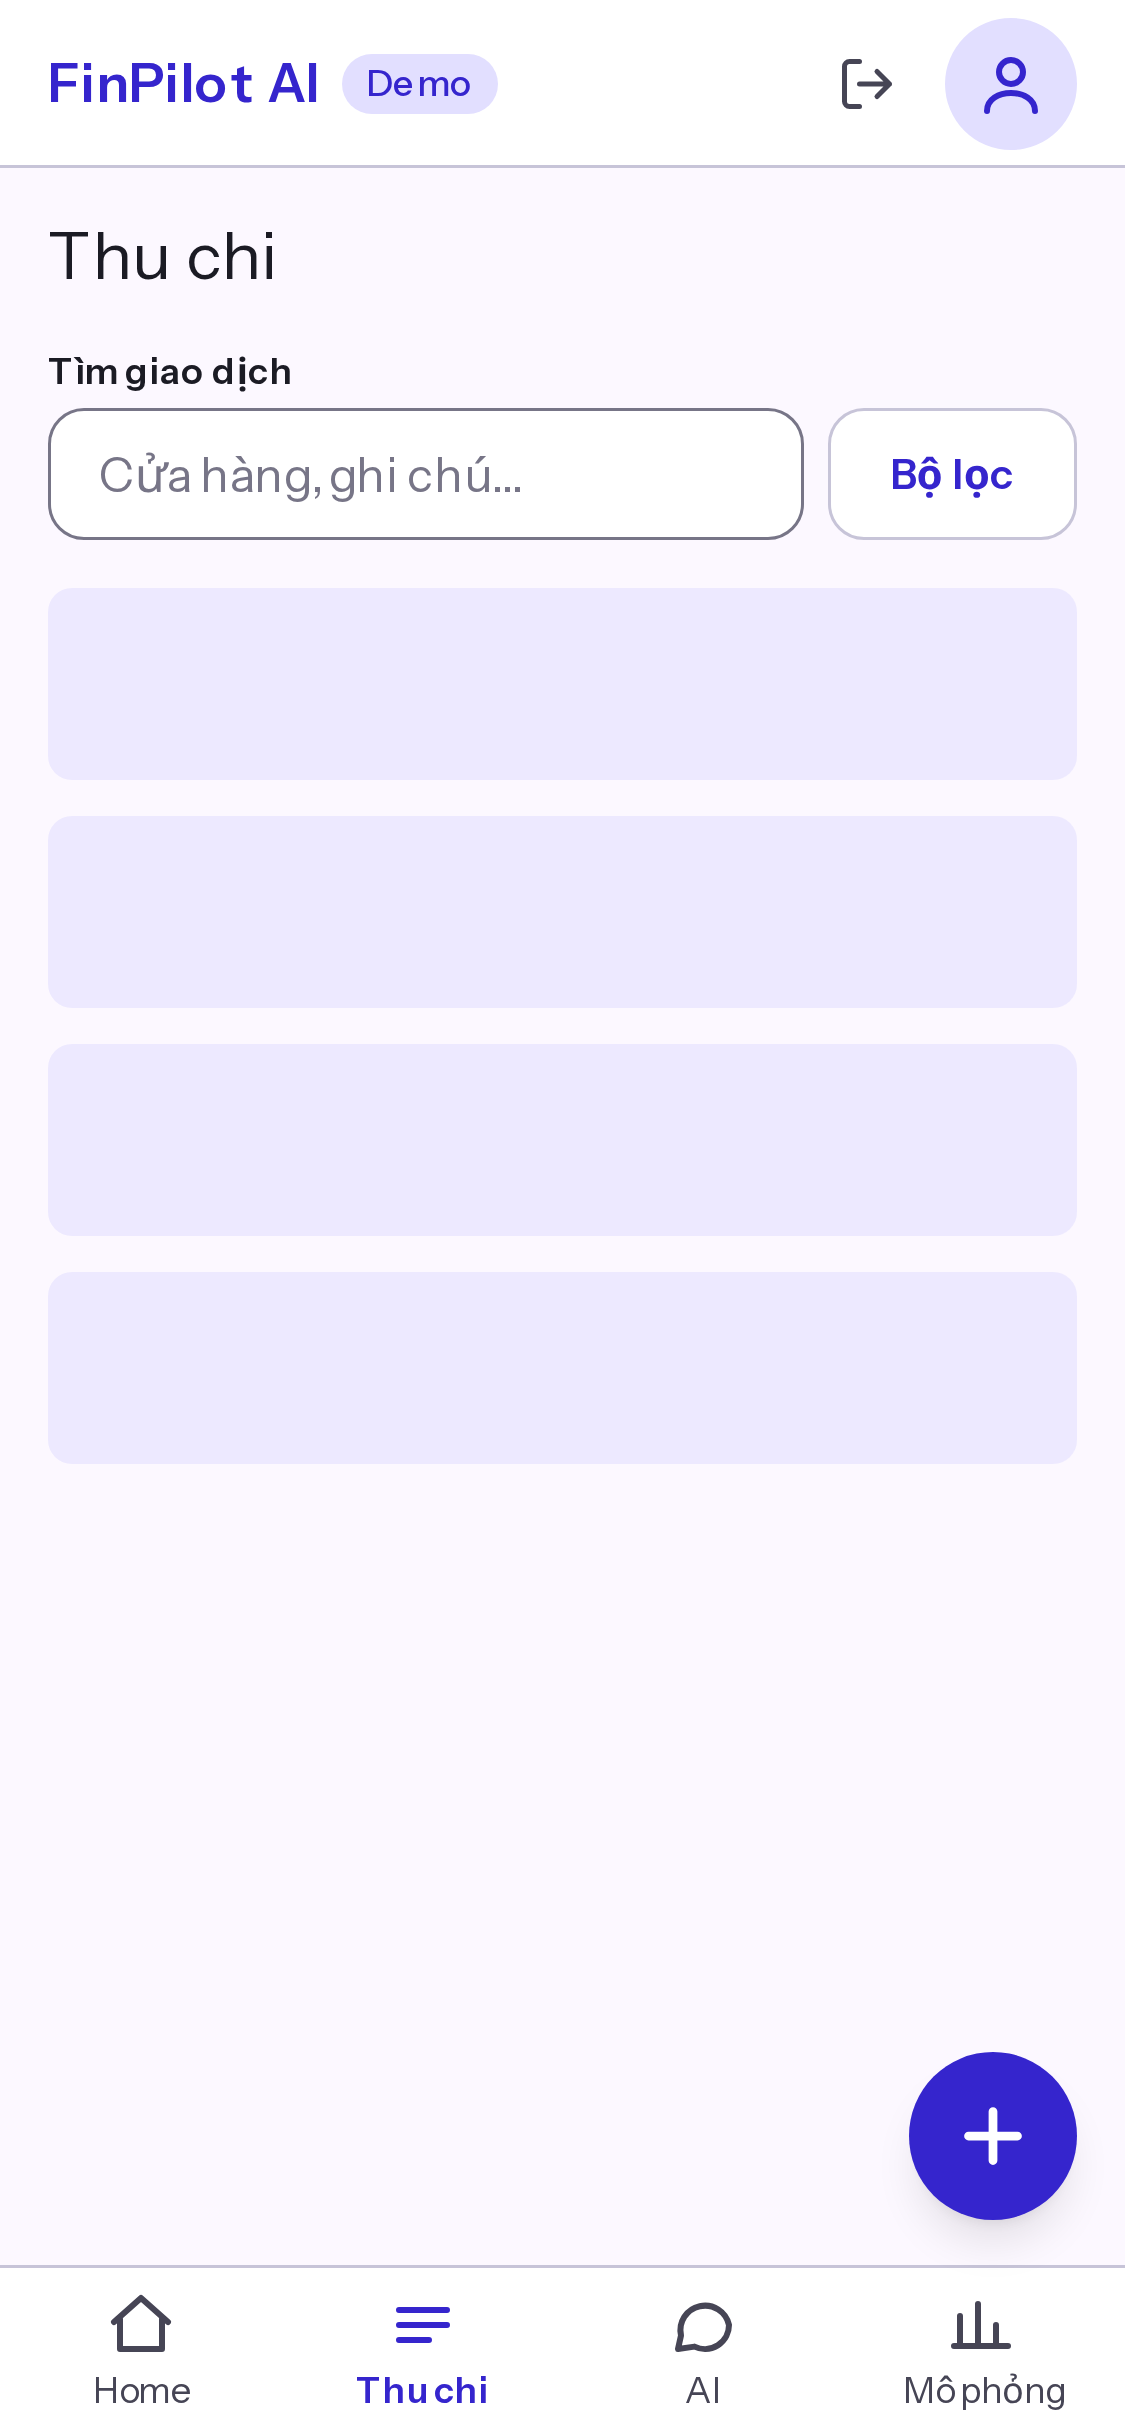 FinPilot AI Demo
Thu chi
Tìm giao dịch
Cửa hàng, ghi chú...
Bộ lọc
Home
Thu chi
AI
Mô phỏng